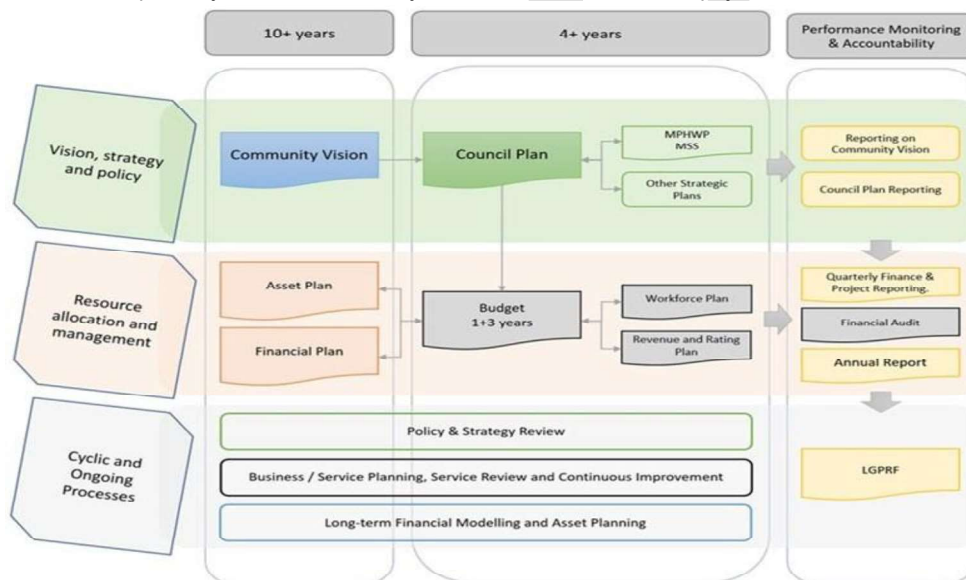 10+ years
4+ years
Performance Monitoring
& Accountability
Vision, strategy
and policy
Community Vision
Council Plan
MPHWP
MSS
Other Strategic
Plans
Reporting on
Community Vision
Council Plan Reporting
Resource
allocation and
management
Asset Plan
Financial Plan
Budget
1+3 years
Workforce Plan
Revenue and Rating
Plan
Quarterly Finance &
Project Reporting.
Financial Audit
Annual Report
Cyclic and
Ongoing
Processes
Policy & Strategy Review
Business / Service Planning, Service Review and Continuous Improvement
Long-term Financial Modelling and Asset Planning
LGPRF